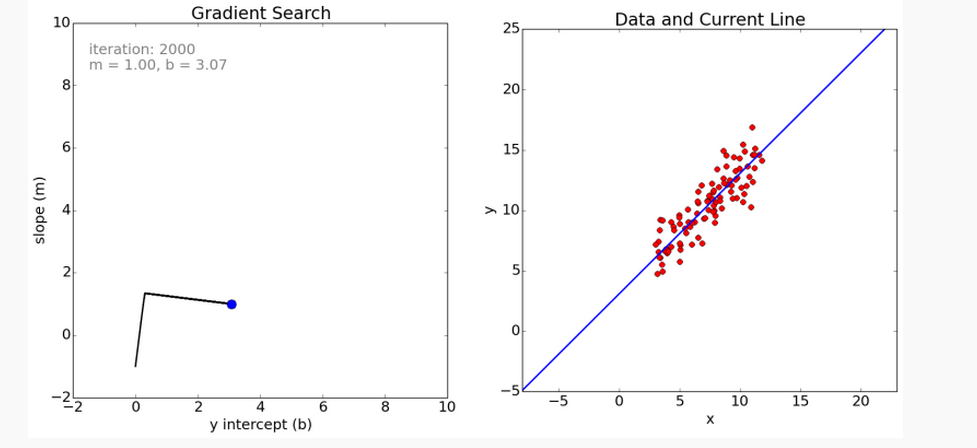 Gradient Search
iteration: 2000
m = 1.00, b = 3.07
10
8
6
4
2
0
−2
slope (m)
−2 0 2 4 6 8 10
y intercept (b)
Data and Current Line
25
20
15
10
5
0
−5
y
−5 0 5 10 15 20
x